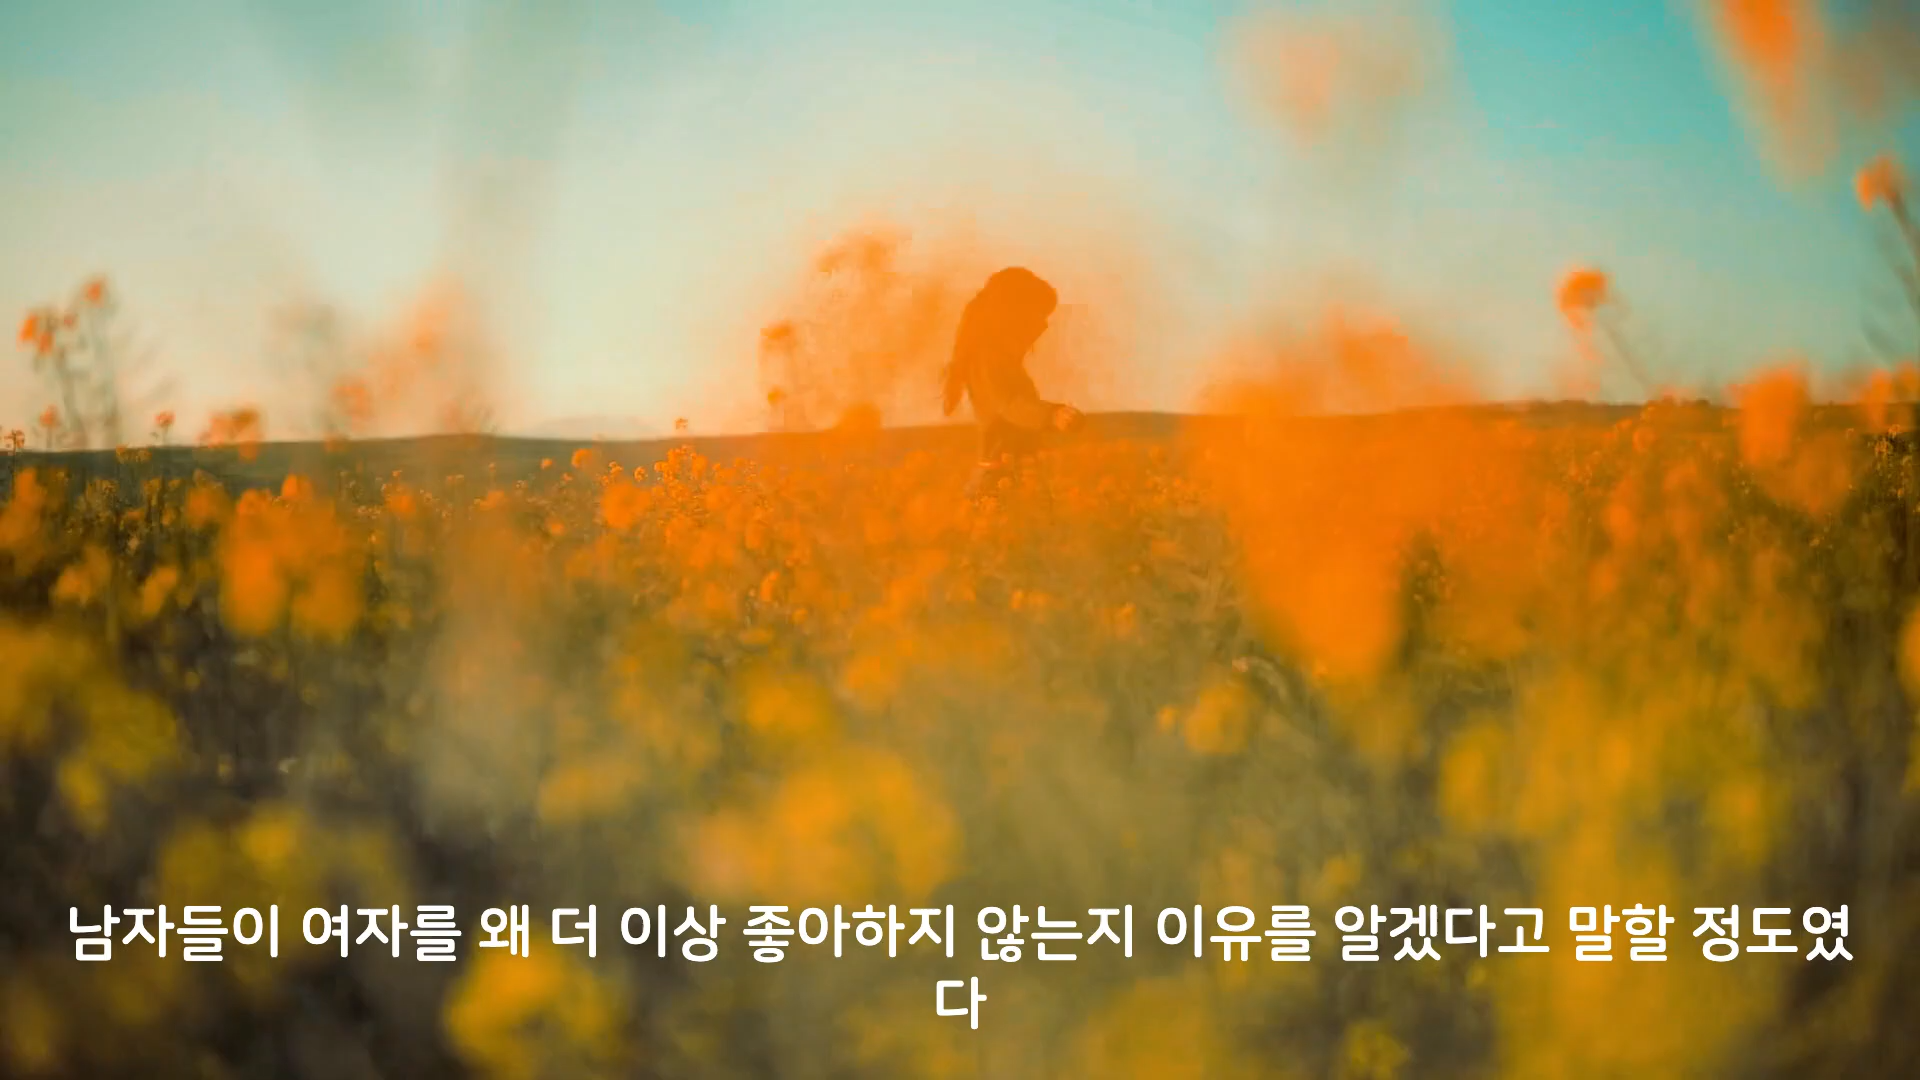 남자들이 여자를 왜 더 이상 좋아하지 않는지 이유를 알겠다고 말할 정도였
다